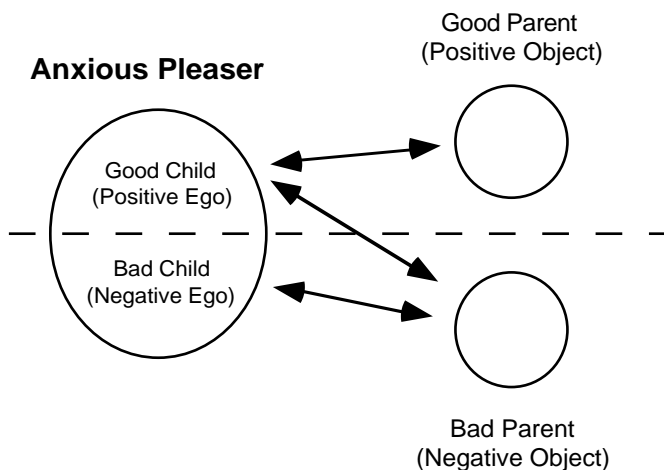 Good Parent
(Positive Object)
Anxious Pleaser
Good Child
(Positive Ego)
Bad Child
(Negative Ego)
Bad Parent
(Negative Object)